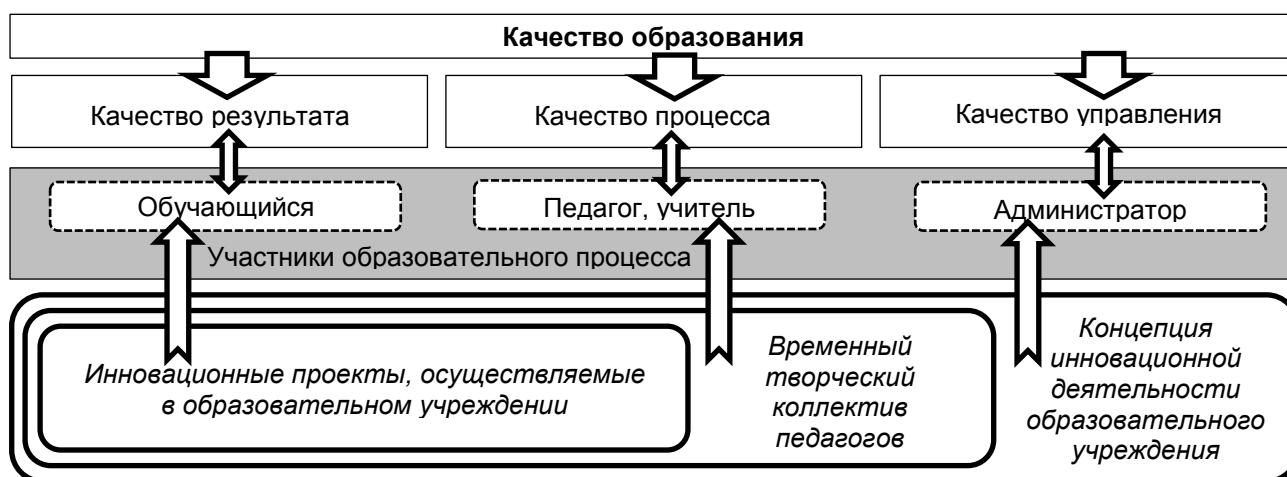 Качество образования
Качество результата
Качество процесса
Качество управления
Обучающийся
Педагог, учитель
Администратор
Участники образовательного процесса
Инновационные проекты, осуществляемые
в образовательном учреждении
Временный
творческий
коллектив
педагогов
Концепция
инновационной
деятельности
образовательного
учреждения